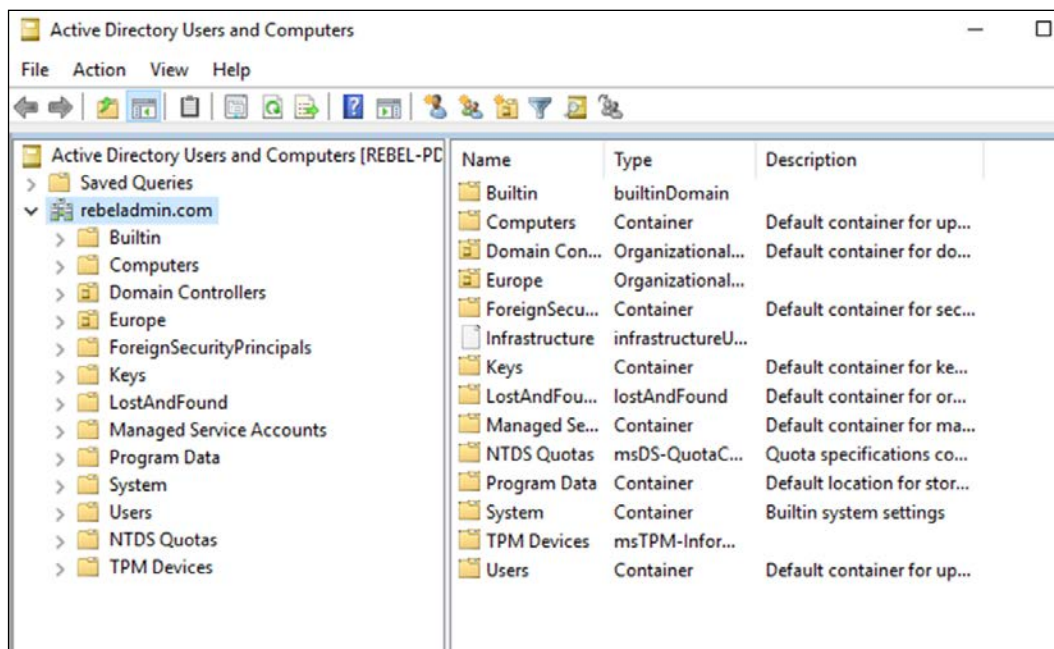 Active Directory Users and Computers
File Action View Help
Active Directory Users and Computers [REBEL-PD
Saved Queries
rebeladmin.com
Builtin
Computers
Domain Controllers
Europe
ForeignSecurityPrincipals
Keys
LostAndFound
Managed Service Accounts
Program Data
System
Users
NTDS Quotas
TPM Devices
Name Type Description
Builtin builtinDomain
Computers Container Default container for up...
Domain Con... Organizational... Default container for do...
Europe Organizational...
ForeignSecu... Container Default container for sec...
Infrastructure infrastructureU...
Keys Container Default container for ke...
LostAndFou... lostAndFound Default container for or...
Managed Se... Container Default container for ma...
NTDS Quotas msDS-QuotaC... Quota specifications co...
Program Data Container Default location for stor...
System Container Builtin system settings
TPM Devices msTPM-Infor...
Users Container Default container for up...